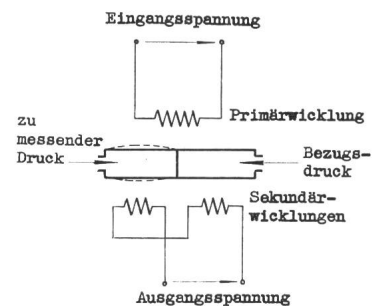 Eingangsspannung
Primärwicklung
zu
messender
Druck
Bezugs-
druck
Sekundär-
wicklungen
Ausgangsspannung